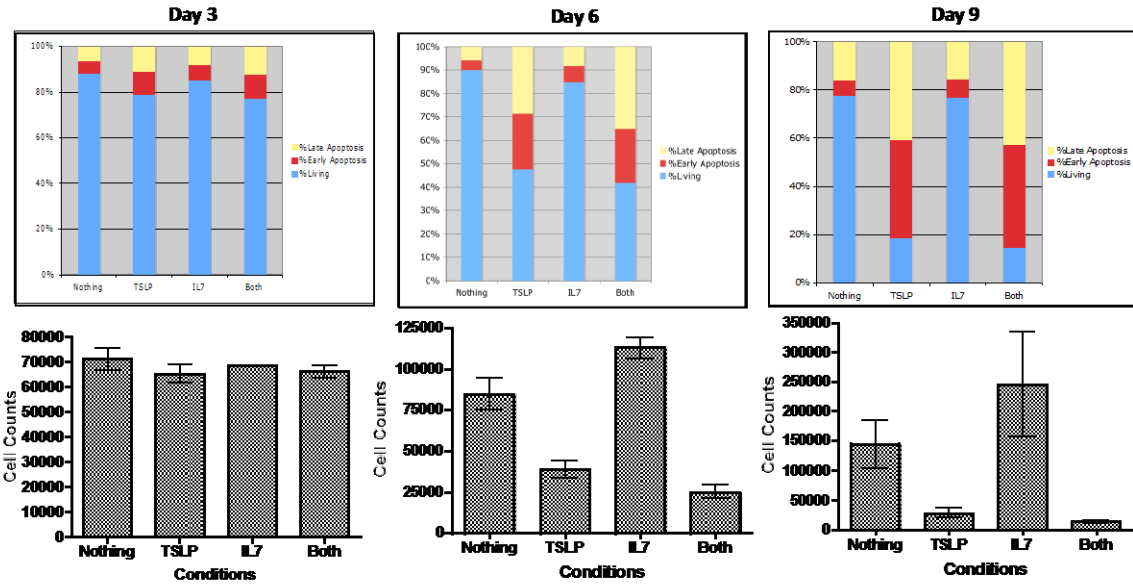 Day 3
Day 6
Day 9
100%
80%
60%
40%
20%
0%
Nothing TSLP IL7 Both
%Late Apoptosis
%Early Apoptosis
%Living
100%
90%
80%
70%
60%
50%
40%
30%
20%
10%
0%
Nothing TSLP IL7 Both
%Late Apoptosis
%Early Apoptosis
%Living
100%
80%
60%
40%
20%
0%
Nothing TSLP IL7 Both
%Late Apoptosis
%Early Apoptosis
%Living
Cell Counts
80000
70000
60000
50000
40000
30000
20000
10000
0
Nothing TSLP IL7 Both
Conditions
Cell Counts
125000
100000
75000
50000
25000
0
Nothing TSLP IL7 Both
Conditions
Cell Counts
350000
300000
250000
200000
150000
100000
50000
0
Nothing TSLP IL7 Both
Conditions